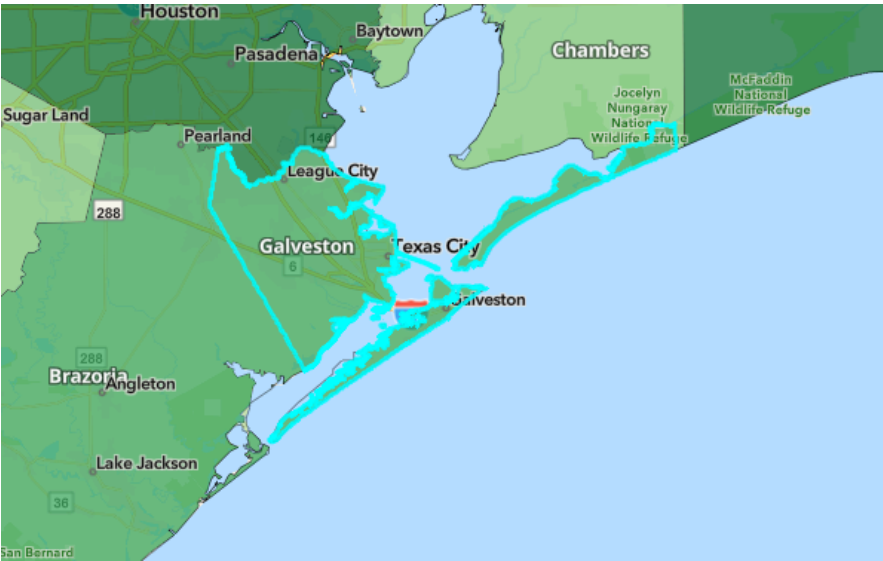 Houston
Baytown
Pasadena
Chambers
McFaddin
National
Wildlife Refuge
Jocelyn
Nungaray
National
Wildlife Refuge
Sugar Land
Pearland
146
League City
288
Galveston
Texas City
6
Galveston
288
Brazoria
Angleton
Lake Jackson
36
San Bernard